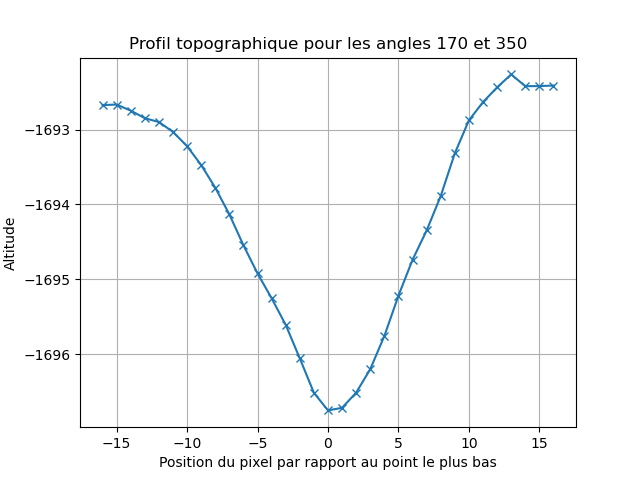 Profil topographique pour les angles 170 et 350
Altitude
−1693
−1694
−1695
−1696
−15 −10 −5 0 5 10 15
Position du pixel par rapport au point le plus bas